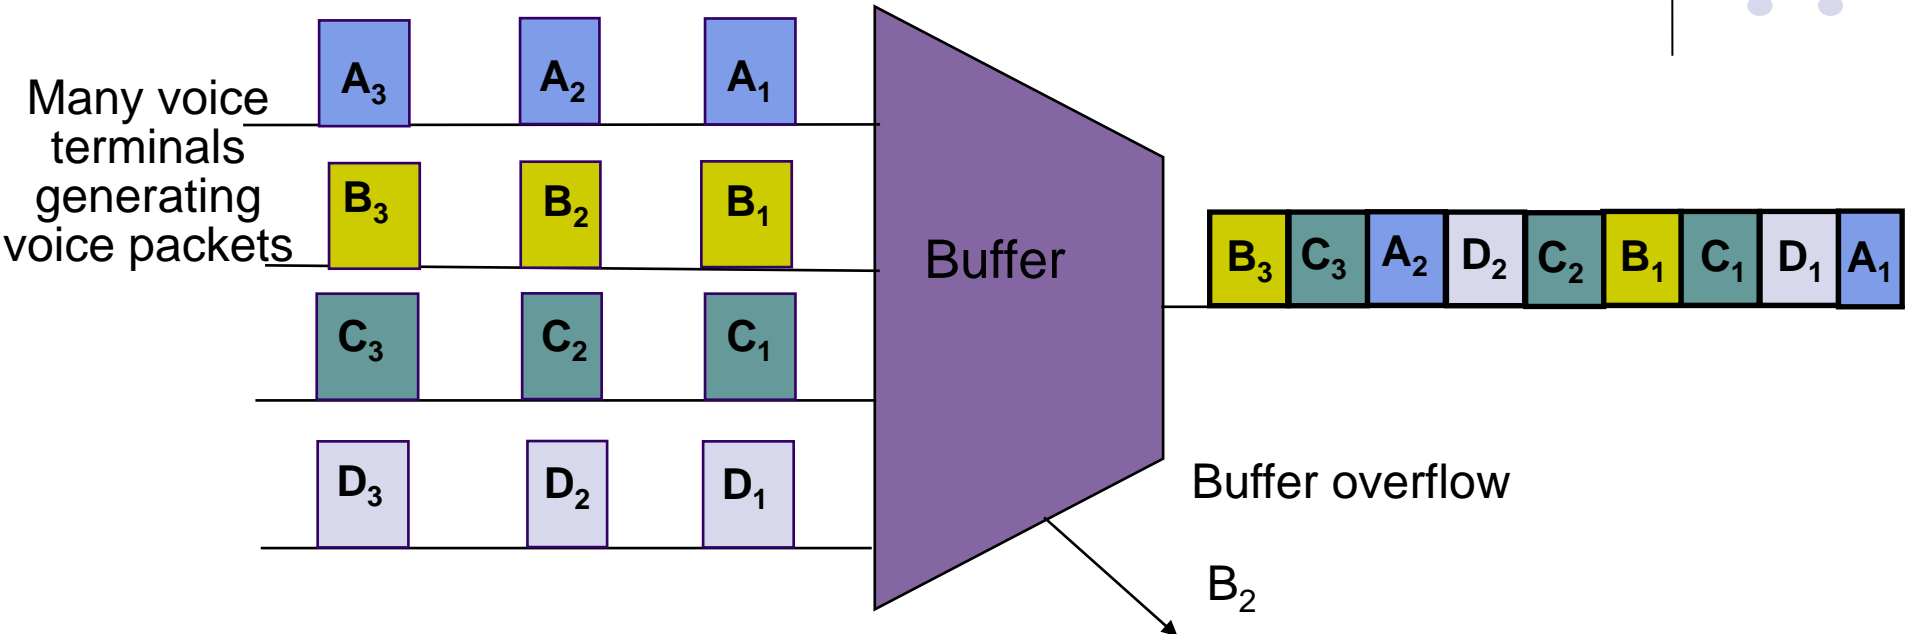 Many voice
terminals
generating
voice packets
A₃ A₂ A₁
B₃ B₂ B₁
C₃ C₂ C₁
D₃ D₂ D₁
Buffer
B₃ C₃ A₂ D₂ C₂ B₁ C₁ D₁ A₁
Buffer overflow
B₂